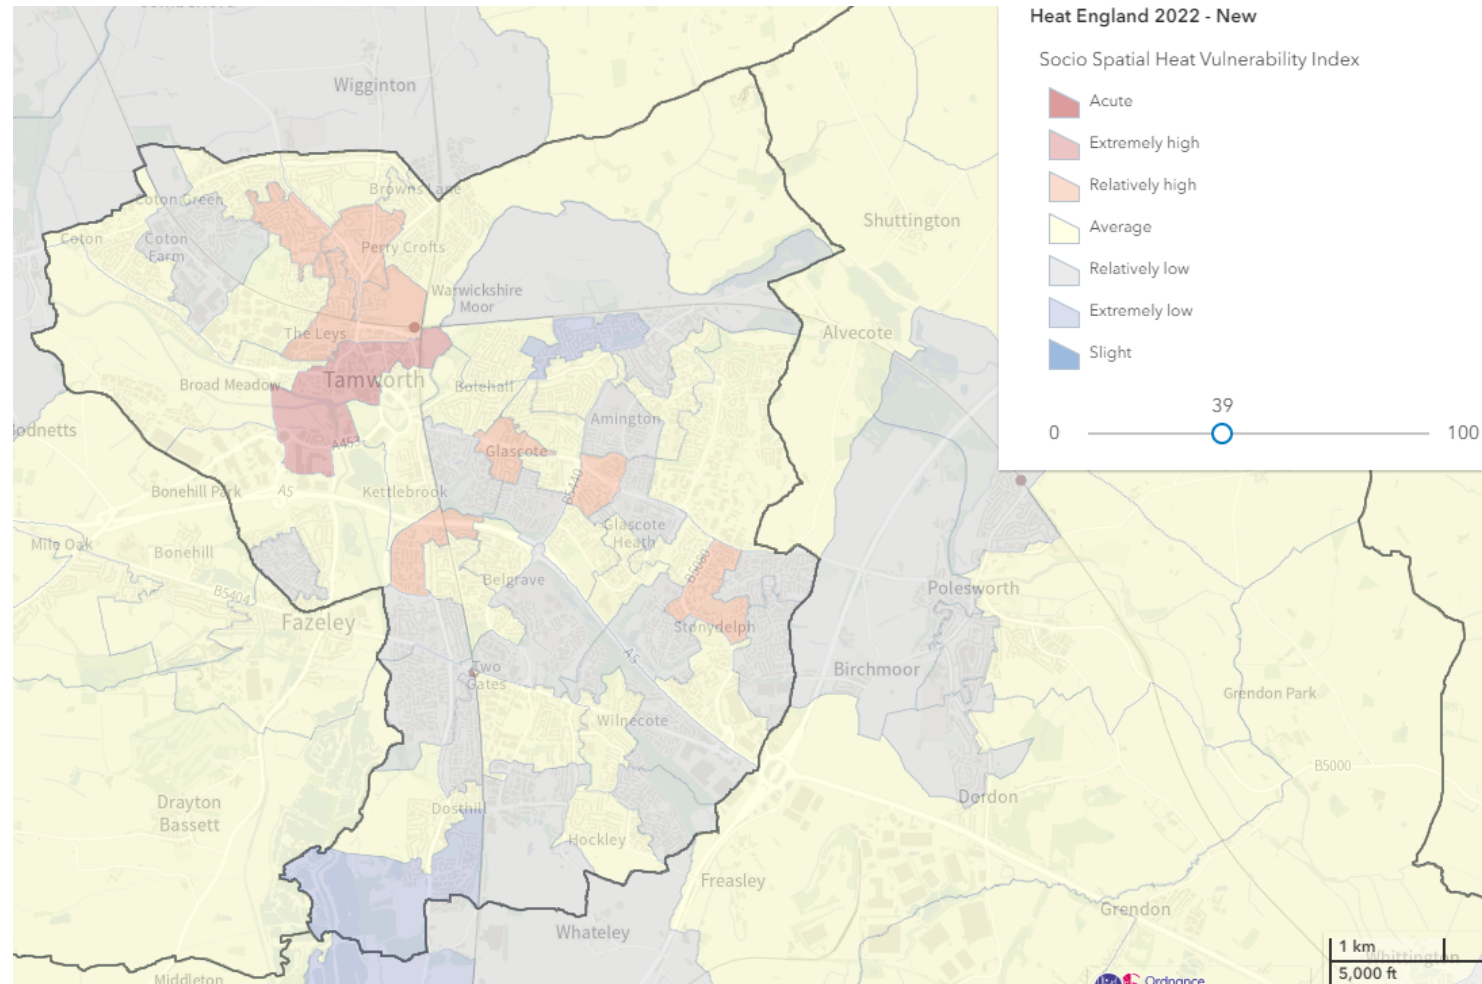 Heat England 2022 - New
Socio Spatial Heat Vulnerability Index
Acute
Extremely high
Relatively high
Average
Relatively low
Extremely low
Slight
39
0
100
Wigginton
Browns Lane
Coton Green
Coton
Coton
Farm
Perry Crofts
Shuttington
Warwickshire
Moor
The Leys
Alvecote
Broad Meadow
Tamworth
Bolehall
Amington
A453
Glascote
Bonehill Park
A5
Kettlebrook
B5440
Glascote
Heath
Mile Oak
Bonehill
B5404
Belgrave
B5080
Polesworth
Fazeley
Stonydelph
A5
Two
Gates
Birchmoor
Grendon Park
Wilnecote
B5000
Drayton
Bassett
Dosthill
Dordon
Hockley
Freasley
Grendon
Whateley
Whittington
Middleton
1 km
5,000 ft
Ordnance